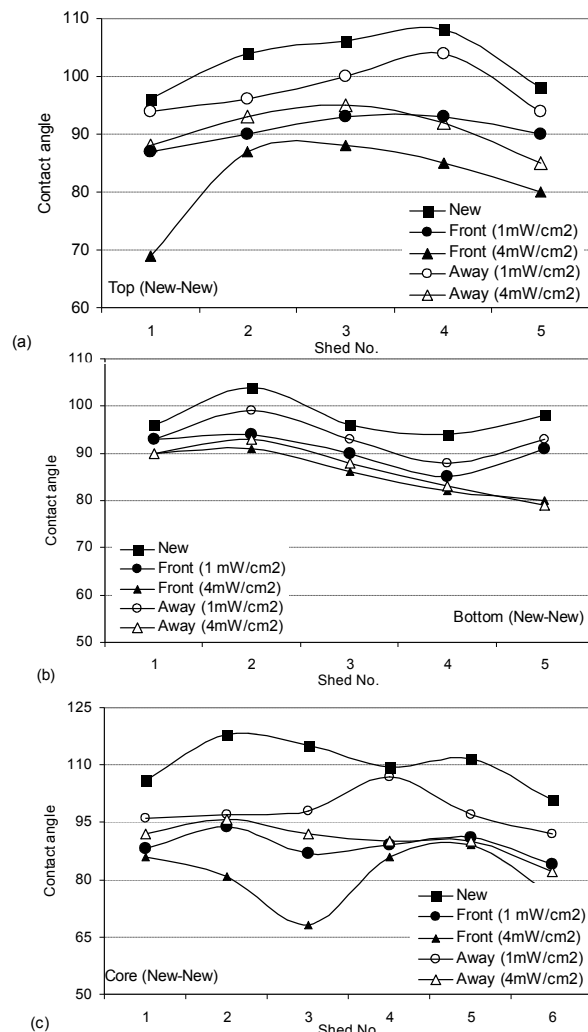 110
100
90
80
70
60
Contact angle
New
Front (1mW/cm2)
Front (4mW/cm2)
Away (1mW/cm2)
Away (4mW/cm2)
Top (New-New)
1 2 3 4 5
Shed No.
(a)
110
100
90
80
70
60
50
Contact angle
New
Front (1 mW/cm2)
Front (4mW/cm2)
Away (1mW/cm2)
Away (4mW/cm2)
Bottom (New-New)
1 2 3 4 5
Shed No.
(b)
125
110
95
80
65
50
Contact angle
New
Front (1 mW/cm2)
Front (4mW/cm2)
Away (1mW/cm2)
Away (4mW/cm2)
Core (New-New)
1 2 3 4 5 6
Shed No.
(c)